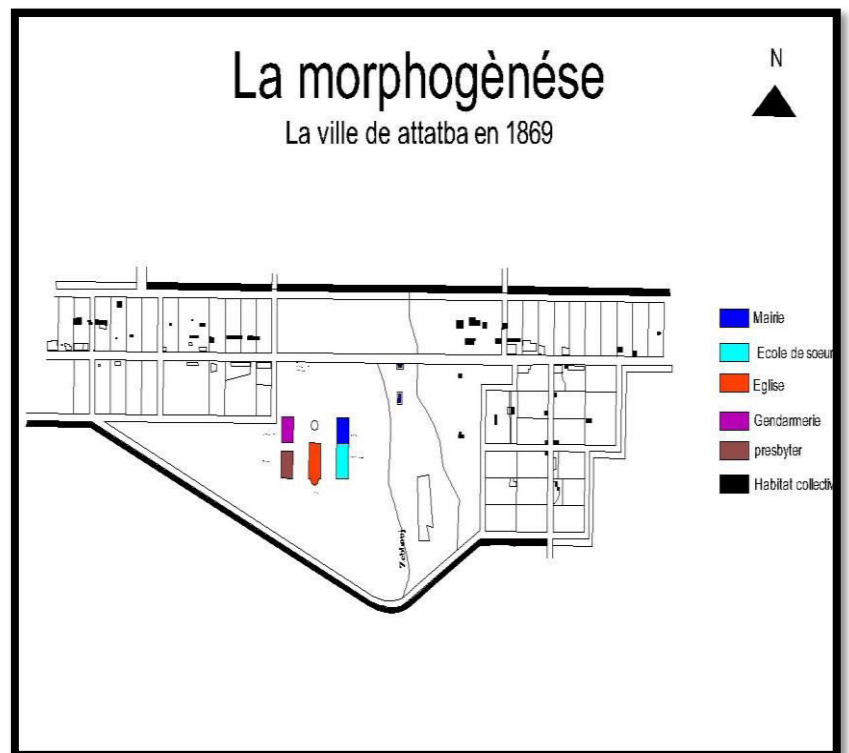 La morphogènése
La ville de attatba en 1869
N
Mairie
Ecole de soeur
Eglise
Gendarmerie
presbyter
Habitat collectiv